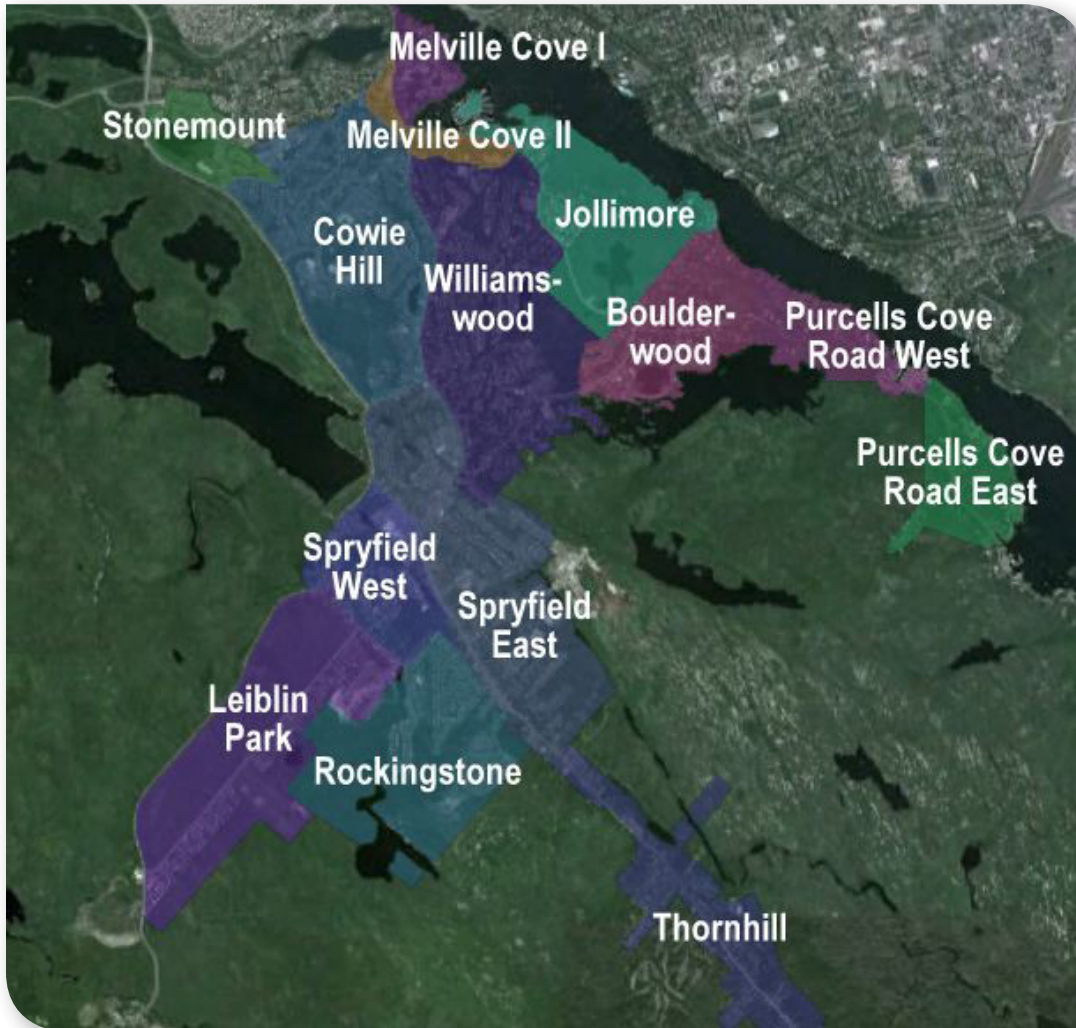 Melville Cove I
Stonemount
Melville Cove II
Jollimore
Cowie
Hill
Williams-
wood
Boulder-
wood
Purcells Cove
Road West
Purcells Cove
Road East
Spryfield
West
Spryfield
East
Leiblin
Park
Rockingstone
Thornhill